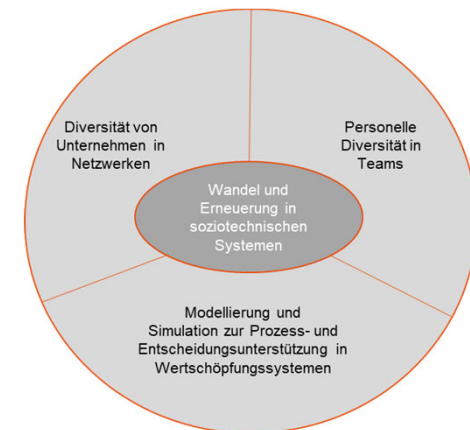 Diversität von
Unternehmen in
Netzwerken
Personelle
Diversität in
Teams
Wandel und
Erneuerung in
soziotechnischen
Systemen
Modellierung und
Simulation zur Prozess- und
Entscheidungsunterstützung in
Wertschöpfungssystemen